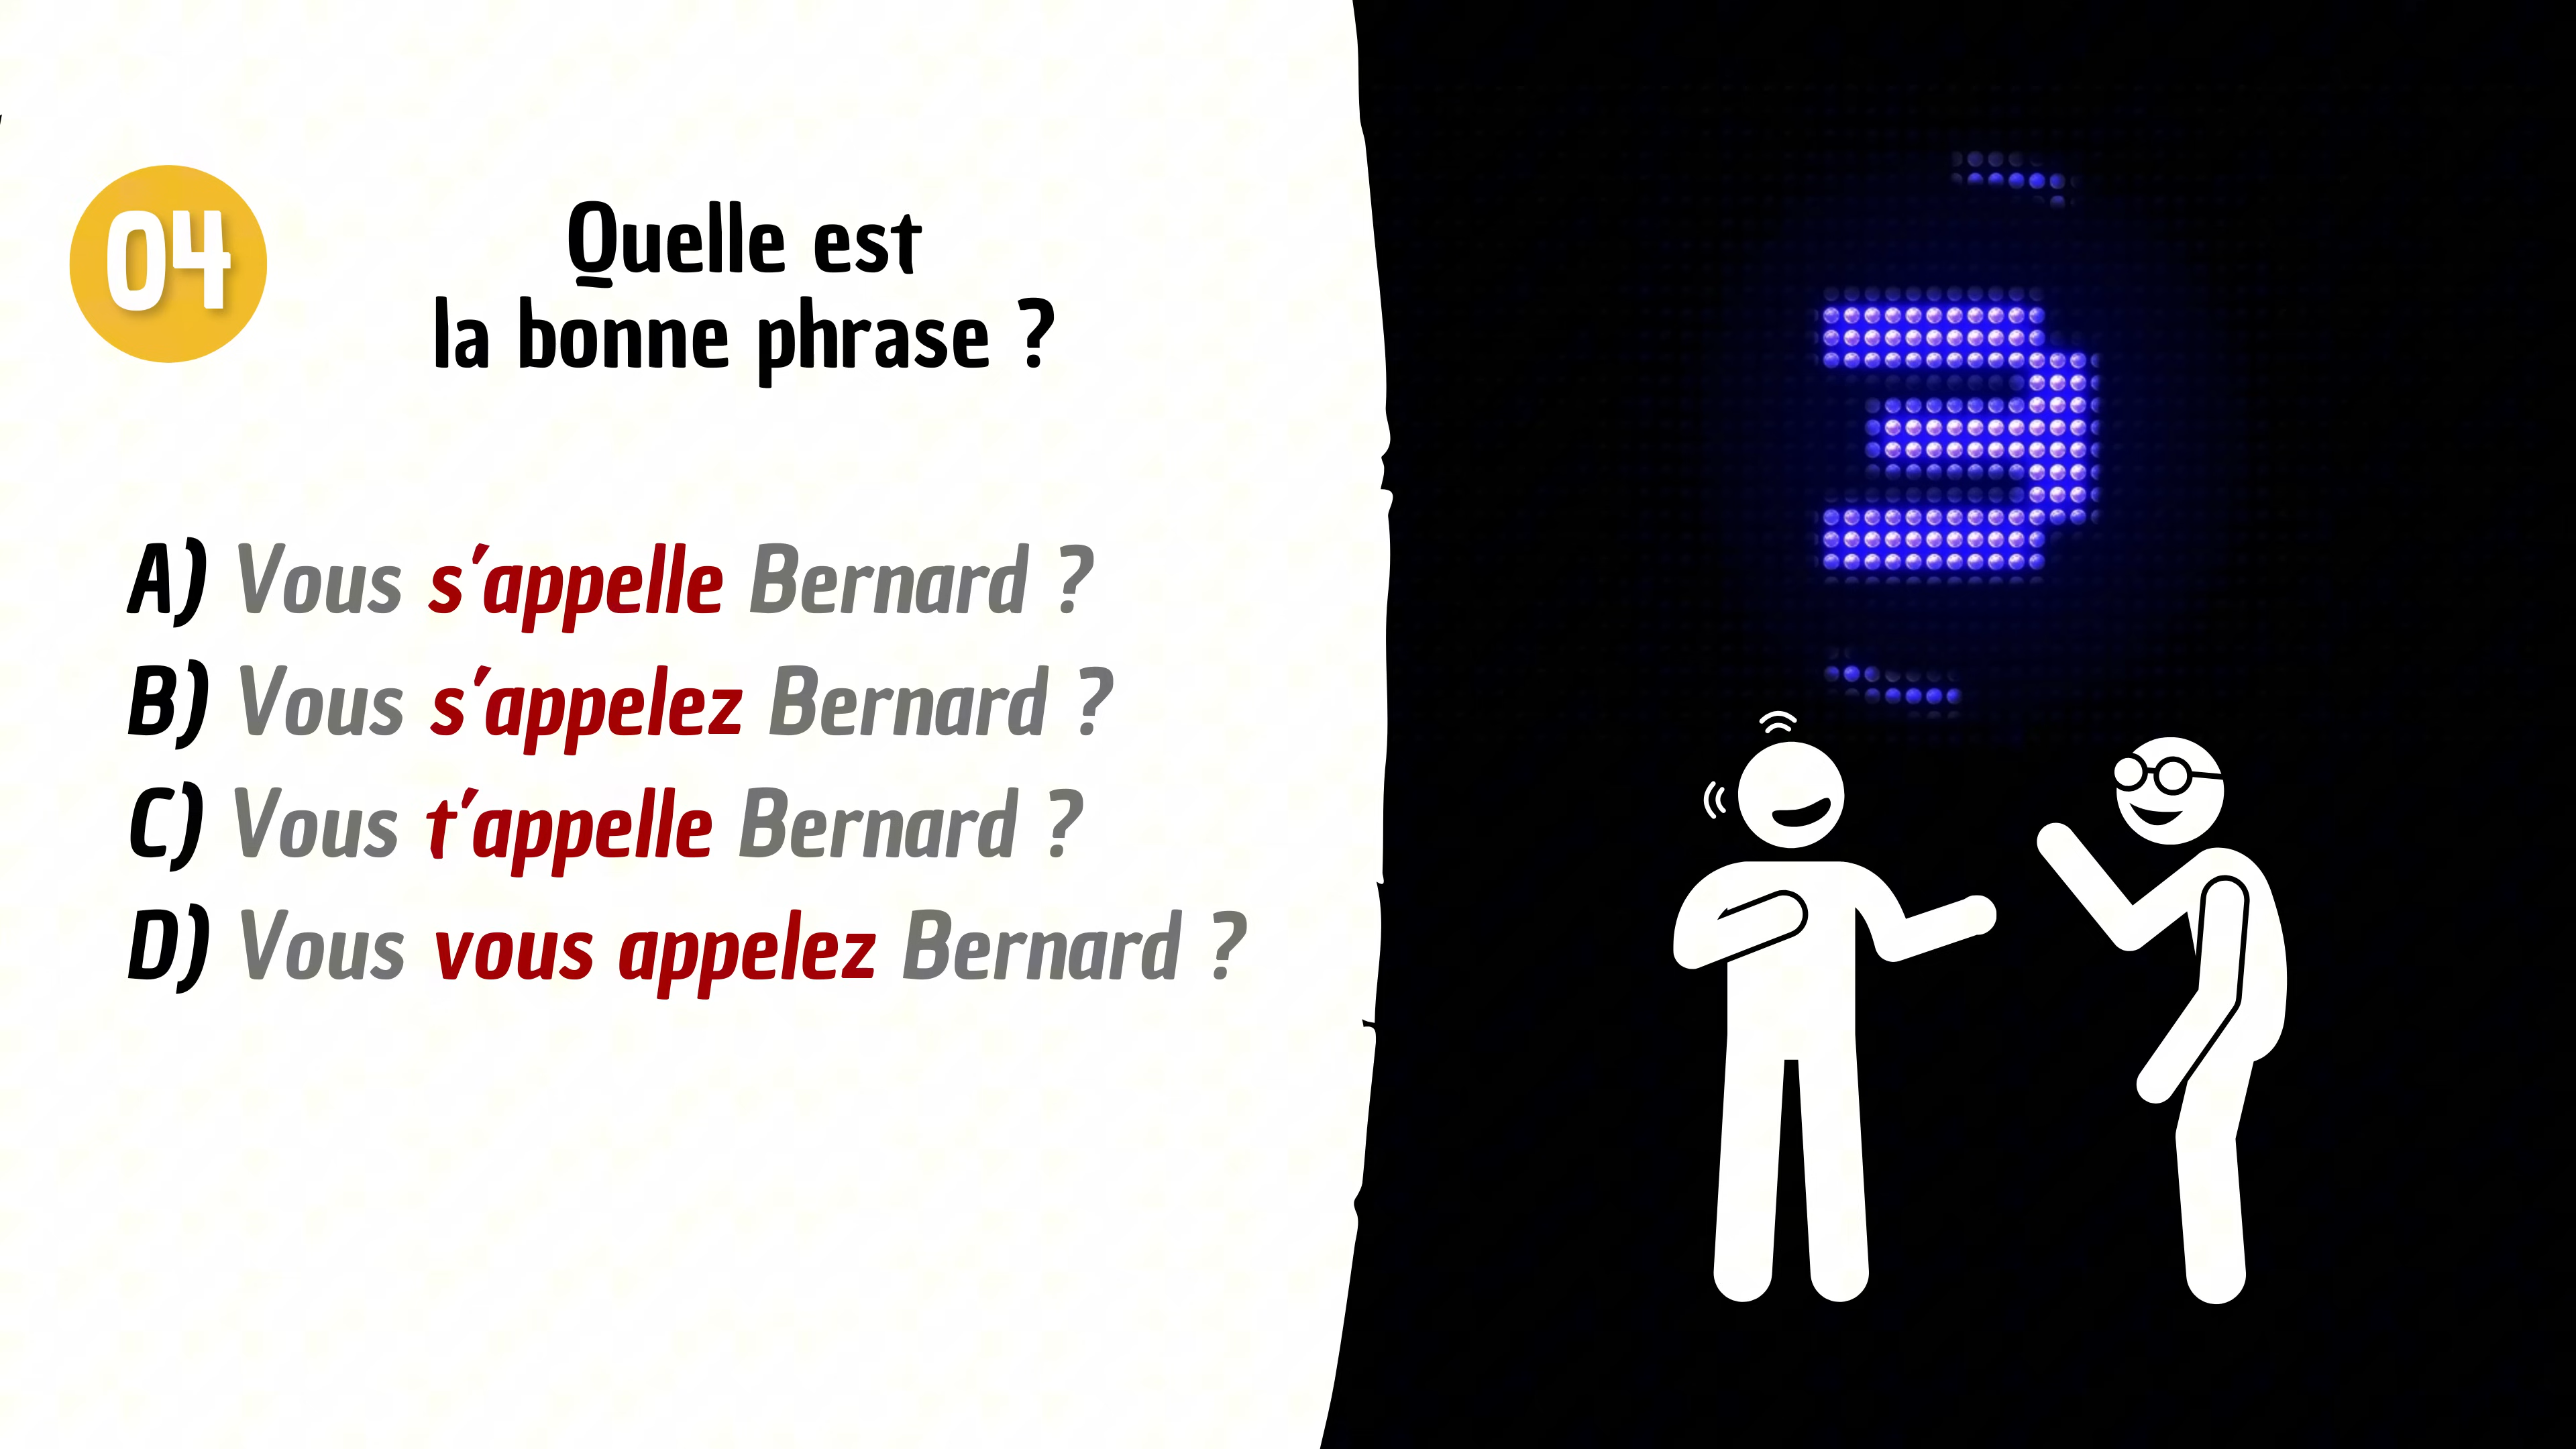 04
Quelle est
la bonne phrase ?
A) Vous s'appelle Bernard ?
B) Vous s'appelez Bernard ?
C) Vous t'appelle Bernard ?
D) Vous vous appelez Bernard ?
3